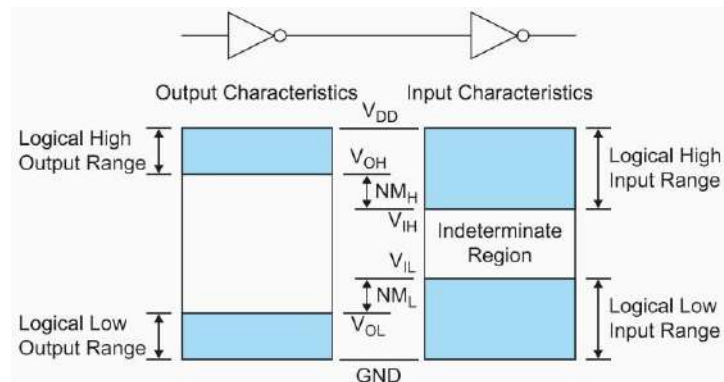 Output Characteristics
Input Characteristics
V_DD
Logical High
Output Range
V_OH
NM_H
V_IH
Logical High
Input Range
Indeterminate
Region
V_IL
NM_L
V_OL
Logical Low
Output Range
Logical Low
Input Range
GND